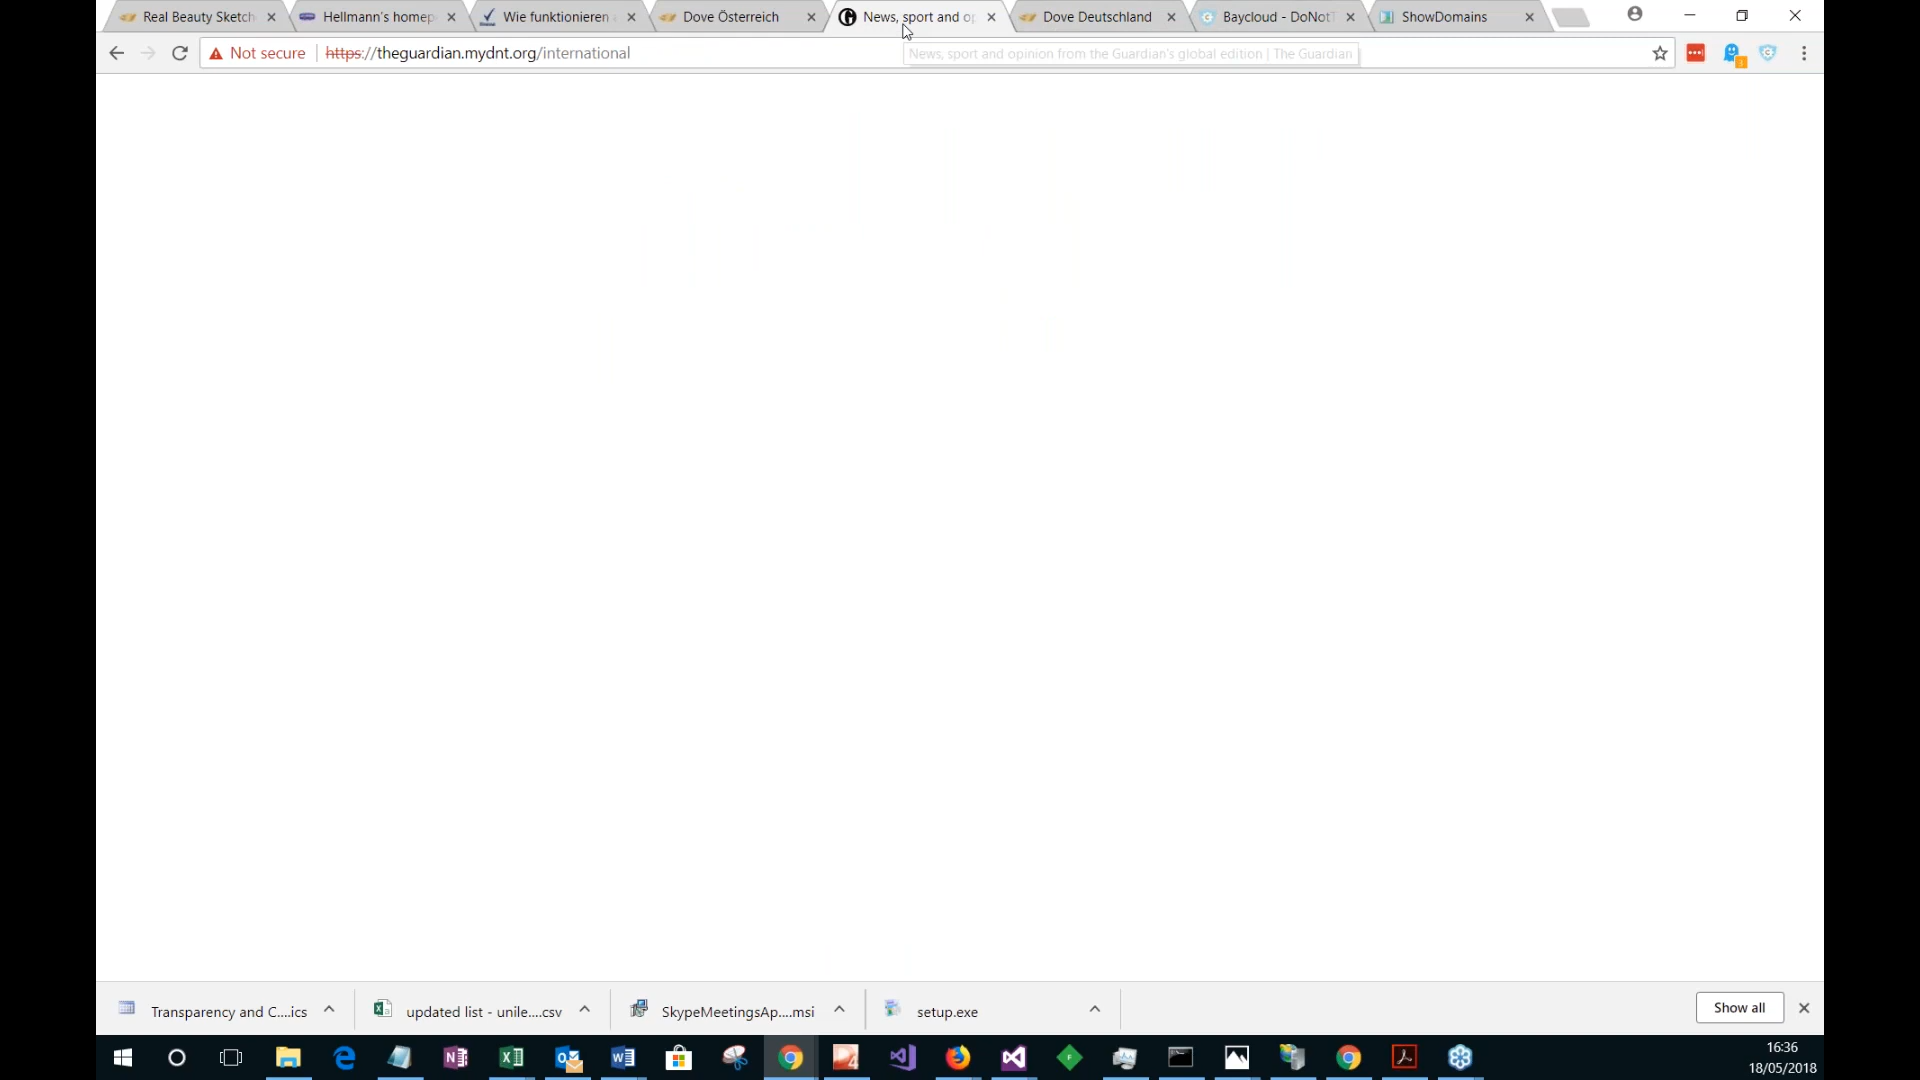 Real Beauty Sketch
Hellmann's homep
Wie funktionieren
Dove Österreich
News, sport and op
Dove Deutschland
Baycloud - DoNotT
ShowDomains
Not secure
https://theguardian.mydnt.org/international
News, sport and opinion from the Guardian's global edition | The Guardian
Transparency and C....ics
updated list - unile....csv
SkypeMeetingsAp....msi
setup.exe
Show all
16:36
18/05/2018